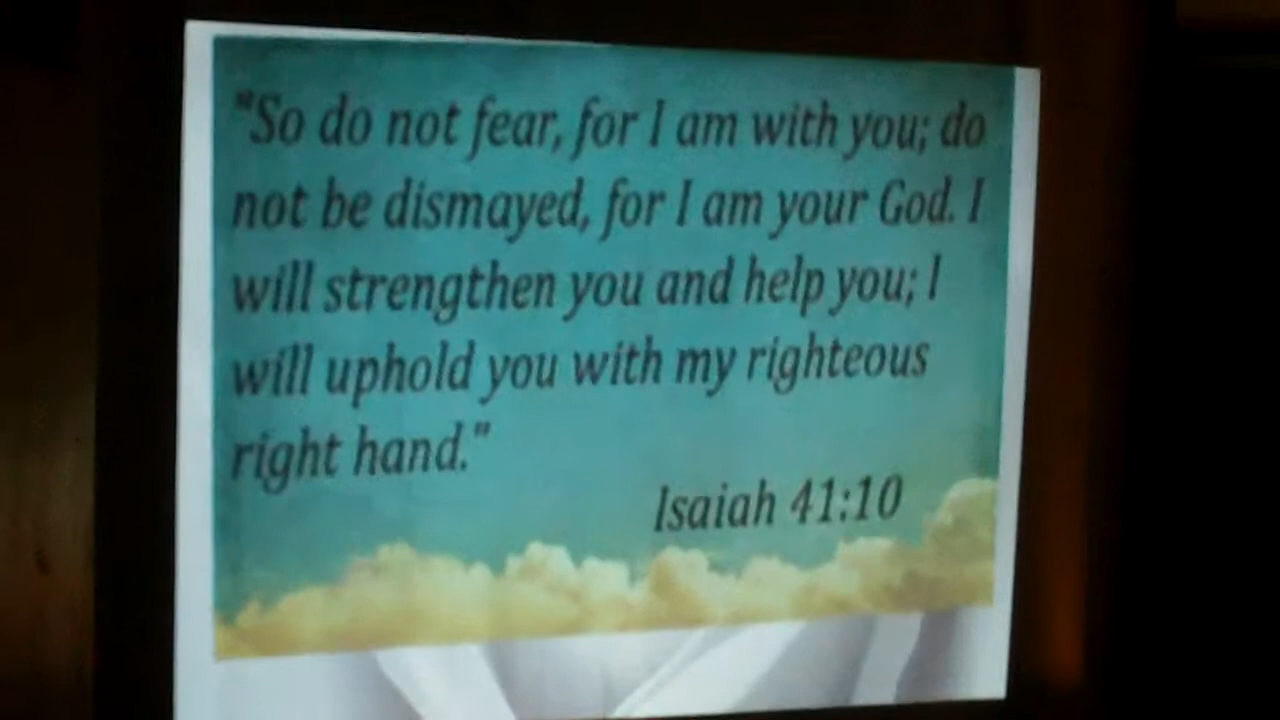 "So do not fear, for I am with you; do
not be dismayed, for I am your God. I
will strengthen you and help you; I
will uphold you with my righteous
right hand."
Isaiah 41:10